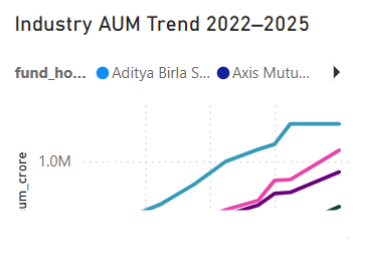 Industry AUM Trend 2022–2025
fund_ho... Aditya Birla S... Axis Mutu...
1.0M
um_crore